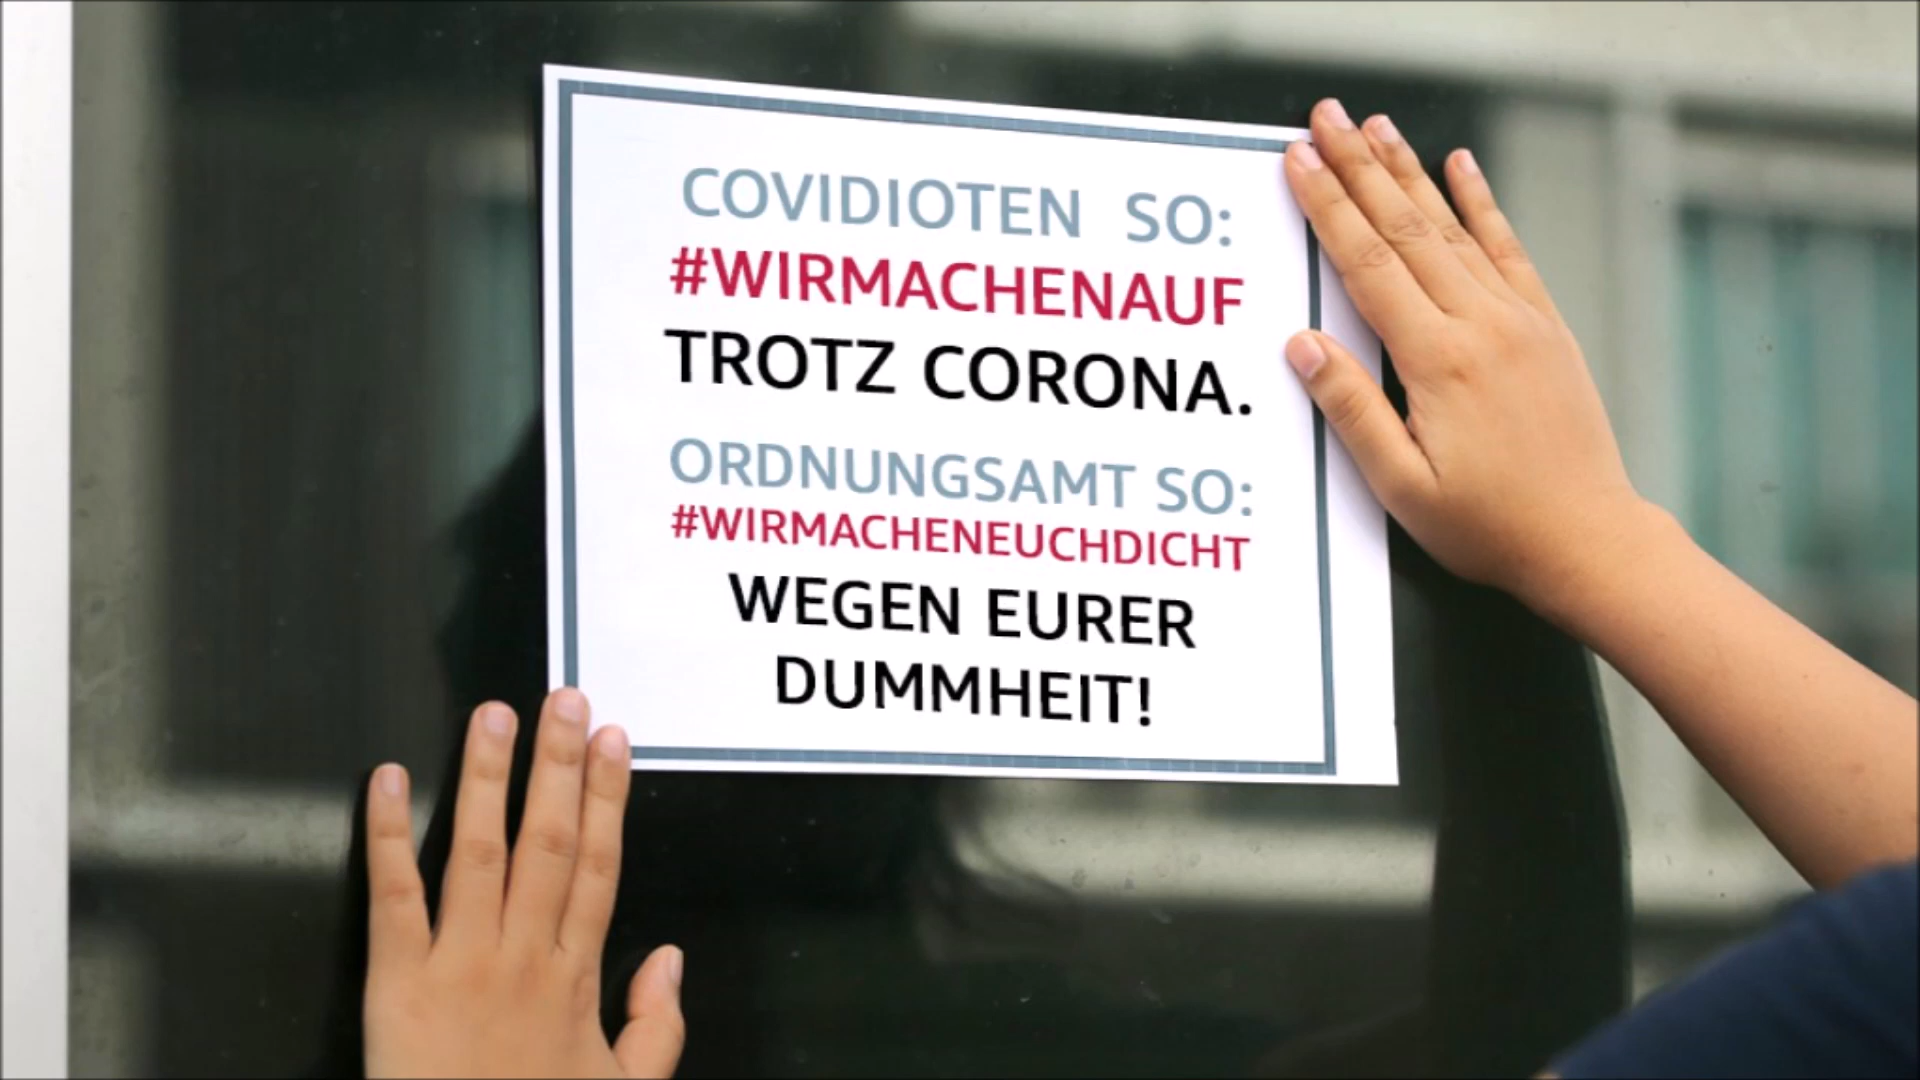 COVIDIOTEN SO:
#WIRMACHENAUF
TROTZ CORONA.
ORDNUNGSAMT SO:
#WIRMACHENEUCHDICHT
WEGEN EURER
DUMMHEIT!